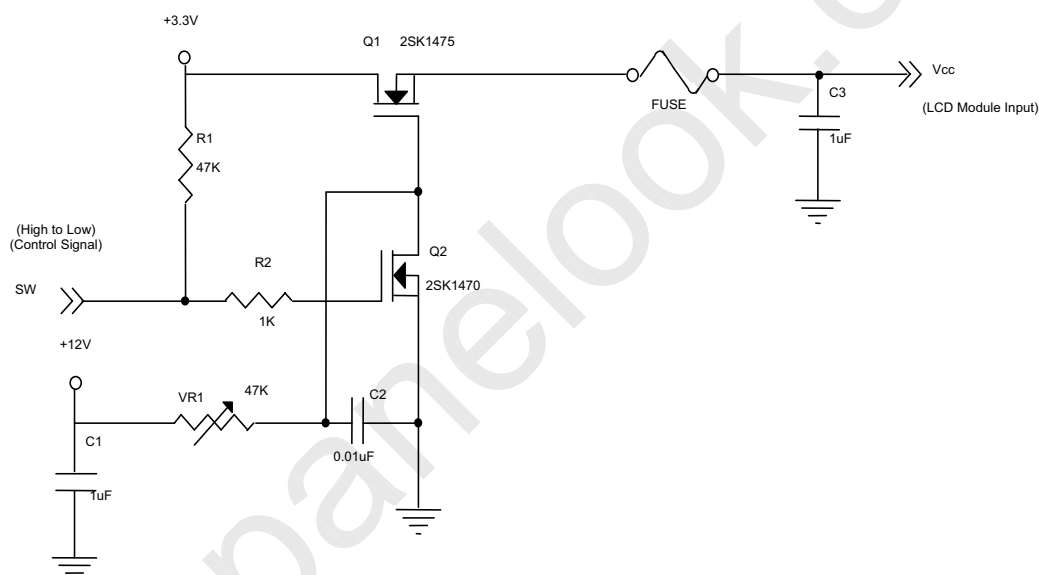 +3.3V
Q1 2SK1475
Vcc
FUSE
C3
(LCD Module Input)
R1
1uF
47K
(High to Low)
(Control Signal)
Q2
R2
SW
2SK1470
1K
+12V
VR1
47K
C2
C1
0.01uF
1uF
panelook.c